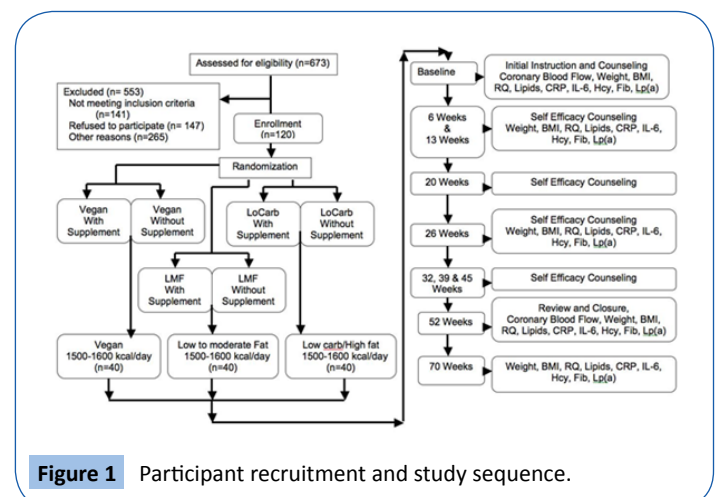 Assessed for eligibility (n=673)
Excluded (n= 553)
Not meeting inclusion criteria
(n=141)
Refused to participate (n= 147)
Other reasons (n=265)
Enrollment
(n=120)
Randomization
Vegan
With
Supplement
Vegan
Without
Supplement
LoCarb
With
Supplement
LoCarb
Without
Supplement
LMF
With
Supplement
LMF
Without
Supplement
Vegan
1500-1600 kcal/day
(n=40)
Low to moderate Fat
1500-1600 kcal/day
(n=40)
Low carb/High fat
1500-1600 kcal/day
(n=40)
Baseline
Initial Instruction and Counseling
Coronary Blood Flow, Weight, BMI,
RQ, Lipids, CRP, IL-6, Hcy, Fib, Lp(a)
6 Weeks
&
13 Weeks
Self Efficacy Counseling
Weight, BMI, RQ, Lipids, CRP, IL-6,
Hcy, Fib, Lp(a)
20 Weeks
Self Efficacy Counseling
26 Weeks
Self Efficacy Counseling
Weight, BMI, RQ, Lipids, CRP, IL-6,
Hcy, Fib, Lp(a)
32, 39 & 45
Weeks
Self Efficacy Counseling
52 Weeks
Review and Closure,
Coronary Blood Flow, Weight, BMI,
RQ, Lipids, CRP, IL-6, Hcy, Fib, Lp(a)
70 Weeks
Weight, BMI, RQ, Lipids, CRP, IL-6,
Hcy, Fib, Lp(a)
Figure 1 Participant recruitment and study sequence.